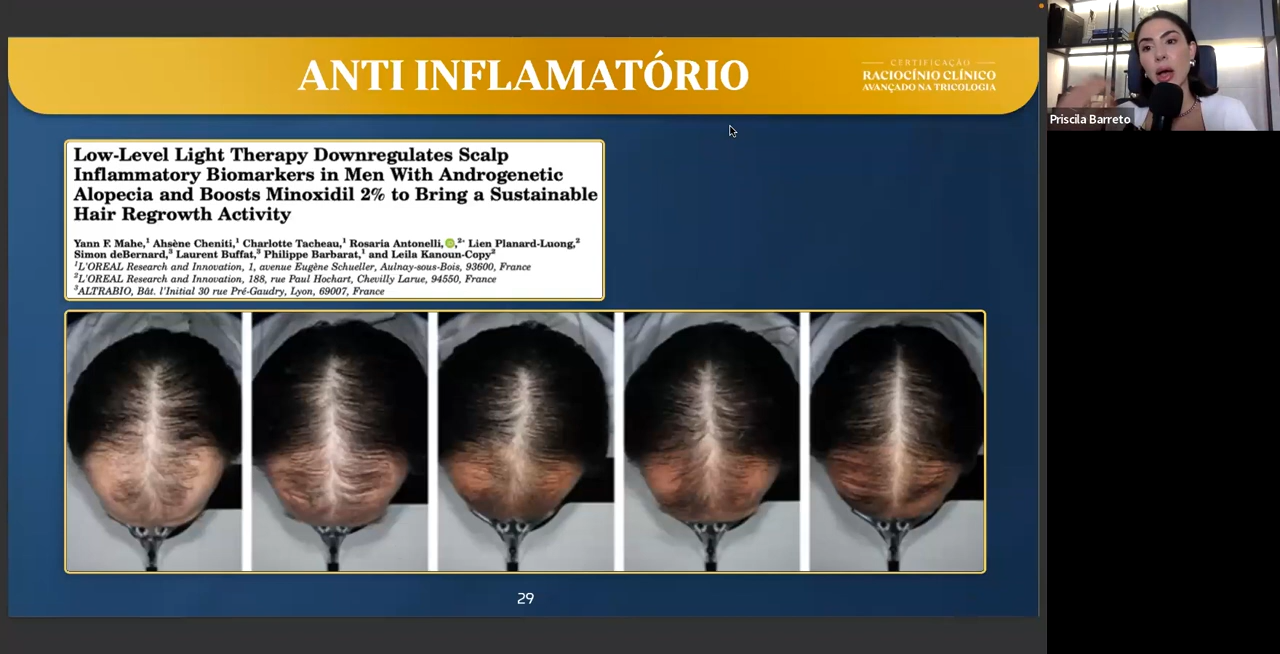 ANTI INFLAMATÓRIO
CERTIFICAÇÃO
RACIOCÍNIO CLÍNICO
AVANÇADO NA TRICOLOGIA
Priscila Barreto
Low-Level Light Therapy Downregulates Scalp
Inflammatory Biomarkers in Men With Androgenetic
Alopecia and Boosts Minoxidil 2% to Bring a Sustainable
Hair Regrowth Activity
Yann F. Mahe,¹ Ahsène Cheniti,¹ Charlotte Tacheau,¹ Rosaria Antonelli,²* Lien Planard-Luong,²
Simon deBernard,³ Laurent Buffat,³ Philippe Barbarat,¹ and Leila Kanoun-Copy²
¹L'OREAL Research and Innovation, 1, avenue Eugène Schueller, Aulnay-sous-Bois, 93600, France
²L'OREAL Research and Innovation, 188, rue Paul Hochart, Chevilly Larue, 94550, France
³ALTRABIO, Bât. l'Initial 30 rue Pré-Gaudry, Lyon, 69007, France
29